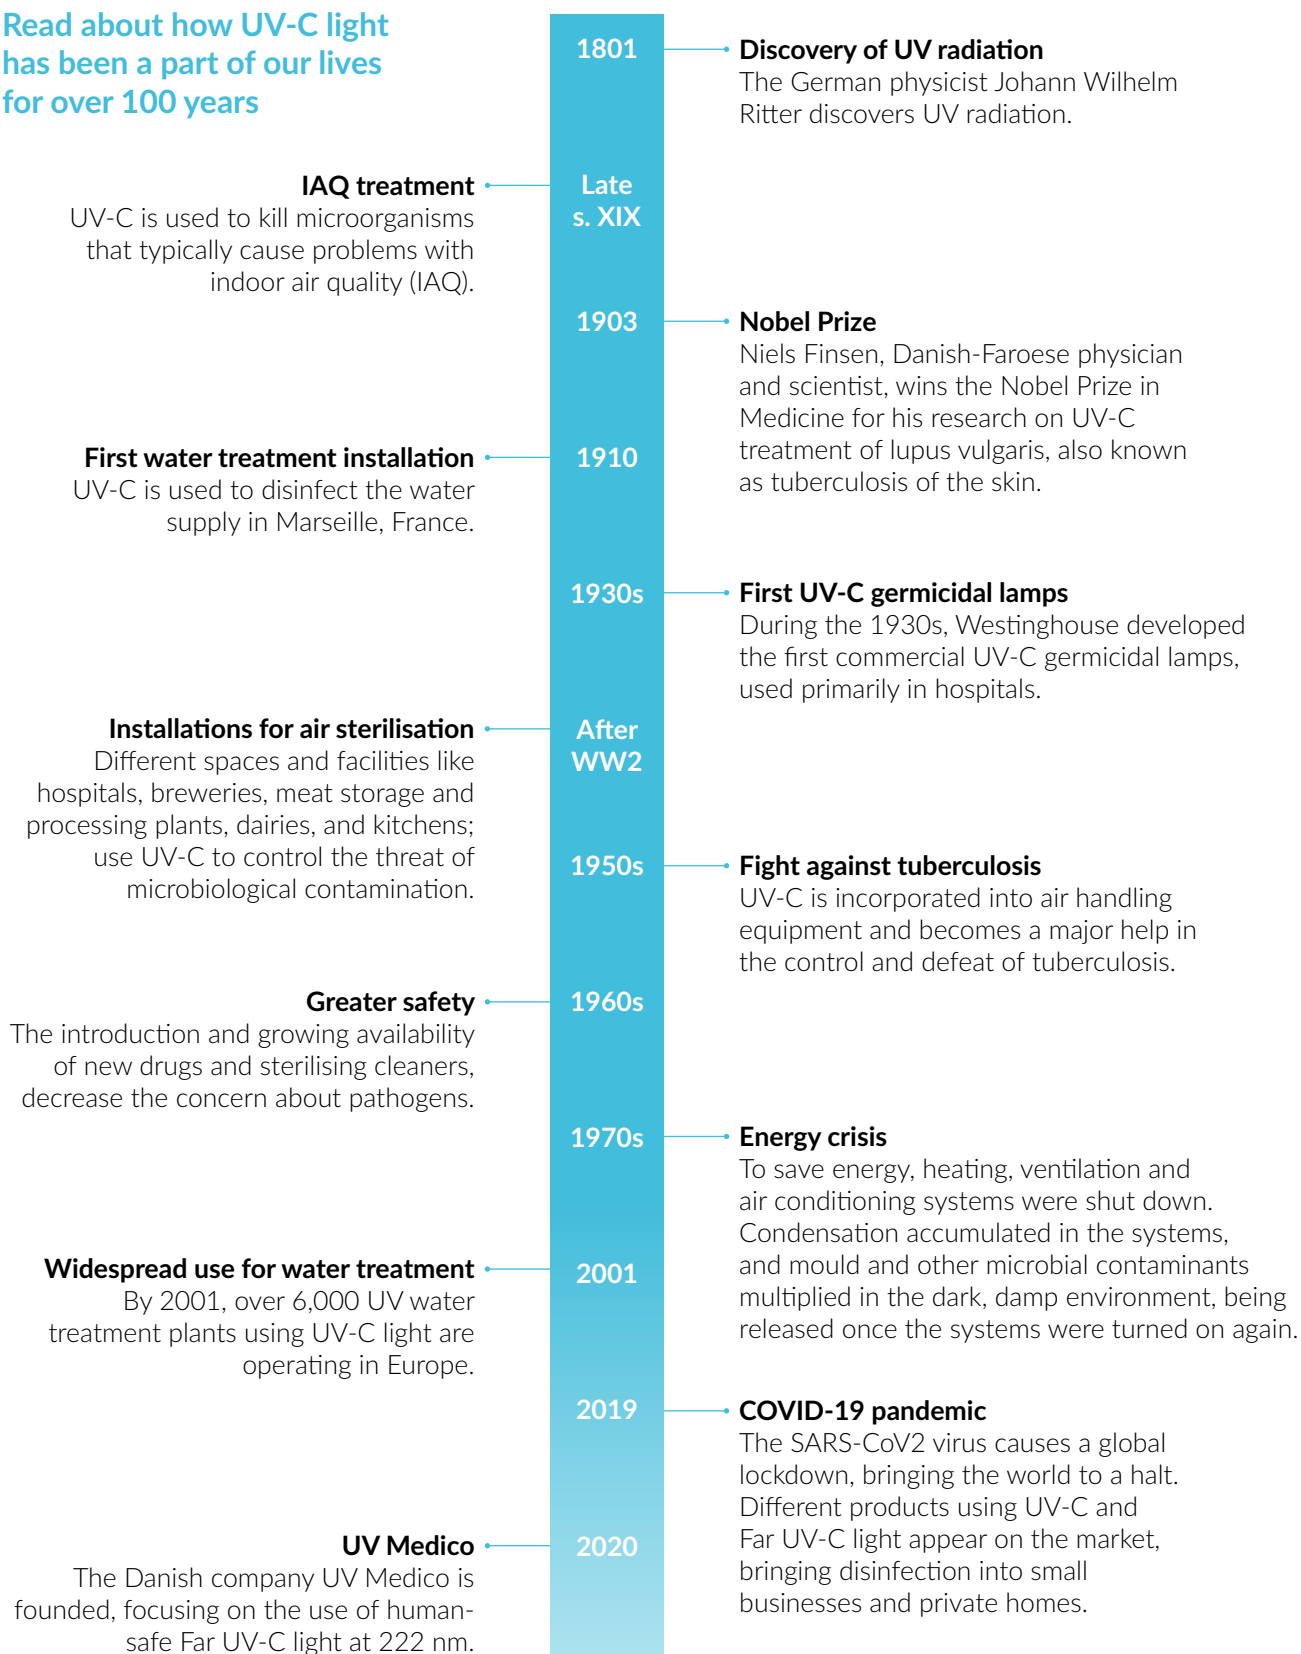 Read about how UV-C light
has been a part of our lives
for over 100 years
1801
Discovery of UV radiation
The German physicist Johann Wilhelm
Ritter discovers UV radiation.
Late
s. XIX
IAQ treatment
UV-C is used to kill microorganisms
that typically cause problems with
indoor air quality (IAQ).
1903
Nobel Prize
Niels Finsen, Danish-Faroese physician
and scientist, wins the Nobel Prize in
Medicine for his research on UV-C
treatment of lupus vulgaris, also known
as tuberculosis of the skin.
1910
First water treatment installation
UV-C is used to disinfect the water
supply in Marseille, France.
1930s
First UV-C germicidal lamps
During the 1930s, Westinghouse developed
the first commercial UV-C germicidal lamps,
used primarily in hospitals.
After
WW2
Installations for air sterilisation
Different spaces and facilities like
hospitals, breweries, meat storage and
processing plants, dairies, and kitchens;
use UV-C to control the threat of
microbiological contamination.
1950s
Fight against tuberculosis
UV-C is incorporated into air handling
equipment and becomes a major help in
the control and defeat of tuberculosis.
1960s
Greater safety
The introduction and growing availability
of new drugs and sterilising cleaners,
decrease the concern about pathogens.
1970s
Energy crisis
To save energy, heating, ventilation and
air conditioning systems were shut down.
Condensation accumulated in the systems,
and mould and other microbial contaminants
multiplied in the dark, damp environment, being
released once the systems were turned on again.
2001
Widespread use for water treatment
By 2001, over 6,000 UV water
treatment plants using UV-C light are
operating in Europe.
2019
COVID-19 pandemic
The SARS-CoV2 virus causes a global
lockdown, bringing the world to a halt.
Different products using UV-C and
Far UV-C light appear on the market,
bringing disinfection into small
businesses and private homes.
2020
UV Medico
The Danish company UV Medico is
founded, focusing on the use of human-
safe Far UV-C light at 222 nm.